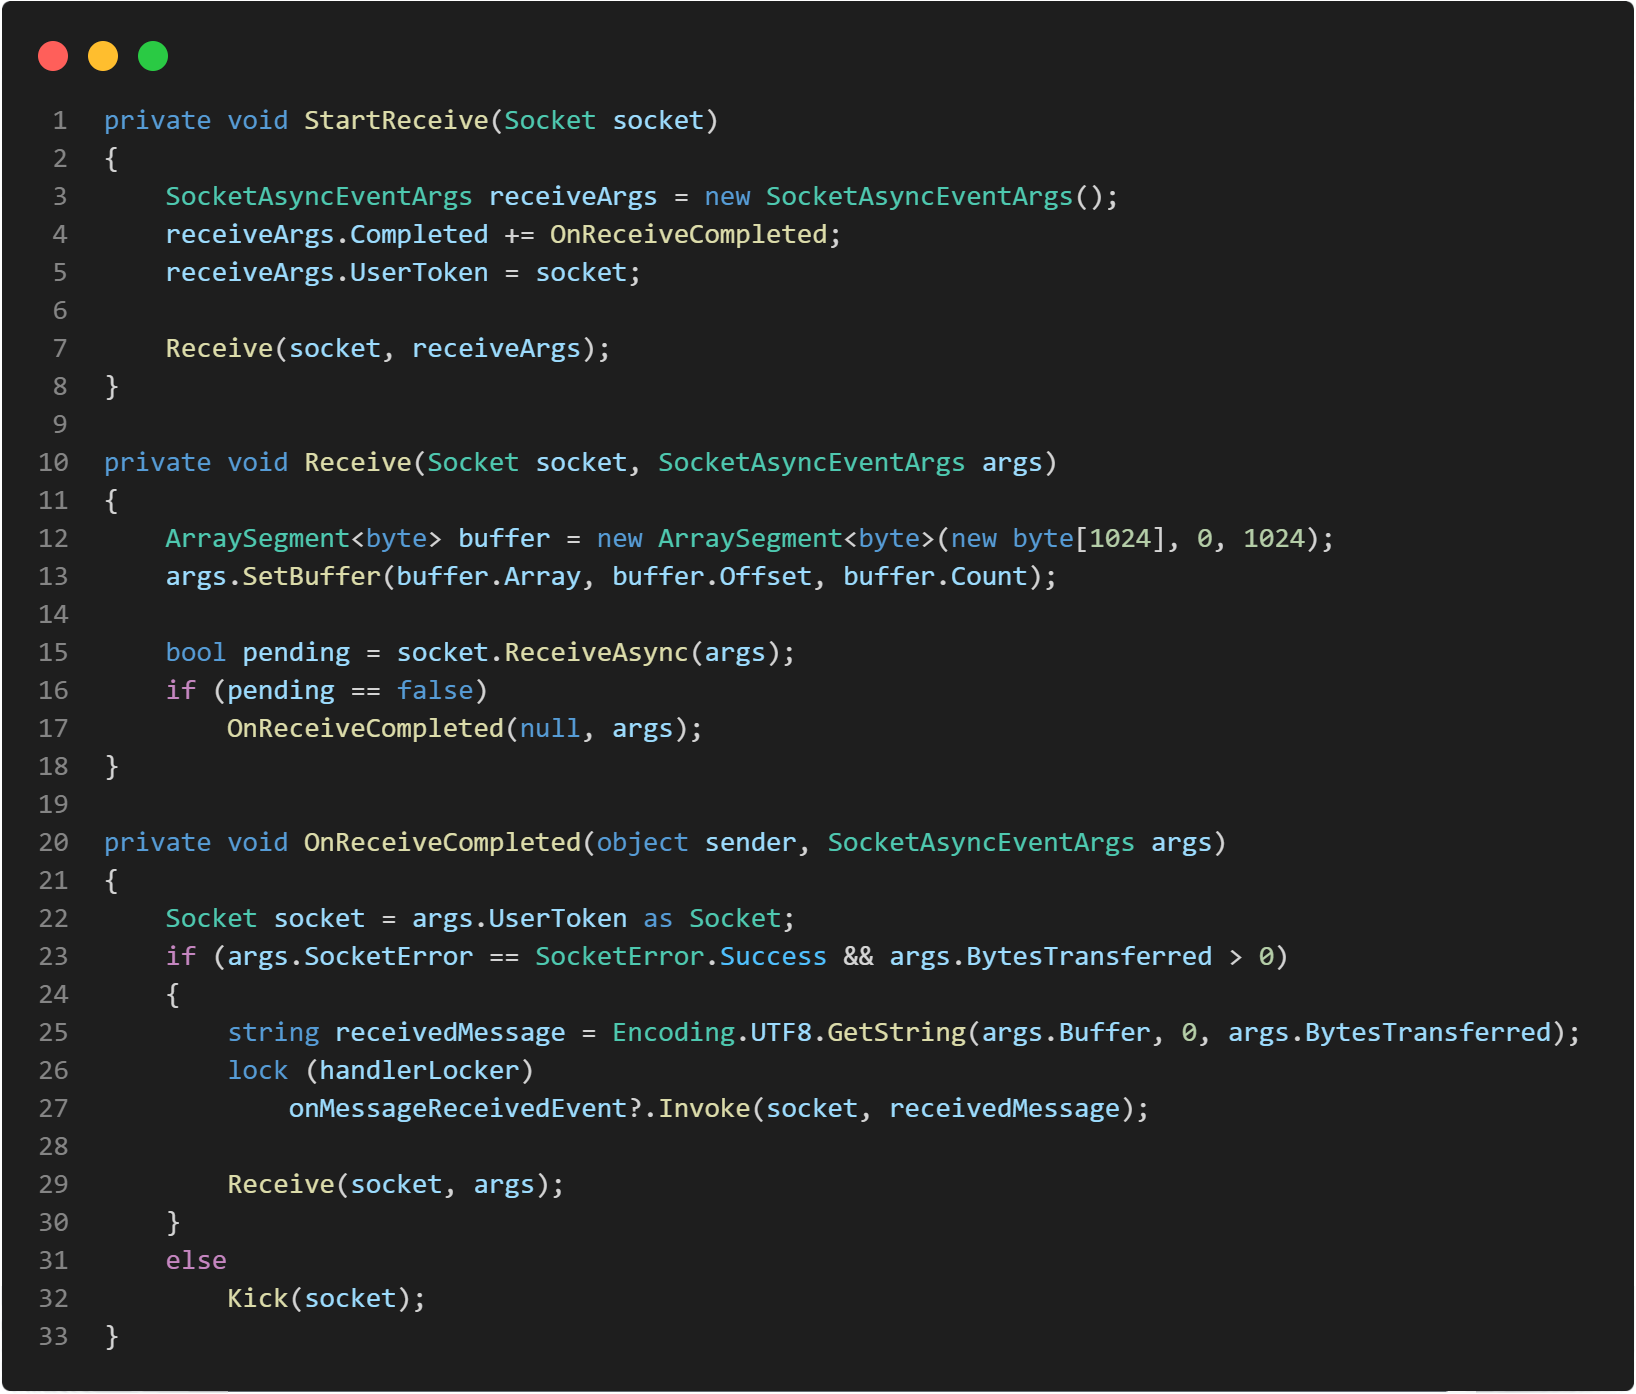 1 private void StartReceive(Socket socket)
2 {
3     SocketAsyncEventArgs receiveArgs = new SocketAsyncEventArgs();
4     receiveArgs.Completed += OnReceiveCompleted;
5     receiveArgs.UserToken = socket;
6
7     Receive(socket, receiveArgs);
8 }
9
10 private void Receive(Socket socket, SocketAsyncEventArgs args)
11 {
12     ArraySegment<byte> buffer = new ArraySegment<byte>(new byte[1024], 0, 1024);
13     args.SetBuffer(buffer.Array, buffer.Offset, buffer.Count);
14
15     bool pending = socket.ReceiveAsync(args);
16     if (pending == false)
17         OnReceiveCompleted(null, args);
18 }
19
20 private void OnReceiveCompleted(object sender, SocketAsyncEventArgs args)
21 {
22     Socket socket = args.UserToken as Socket;
23     if (args.SocketError == SocketError.Success && args.BytesTransferred > 0)
24     {
25         string receivedMessage = Encoding.UTF8.GetString(args.Buffer, 0, args.BytesTransferred);
26         lock (handlerLocker)
27             onMessageReceivedEvent?.Invoke(socket, receivedMessage);
28
29         Receive(socket, args);
30     }
31     else
32         Kick(socket);
33 }